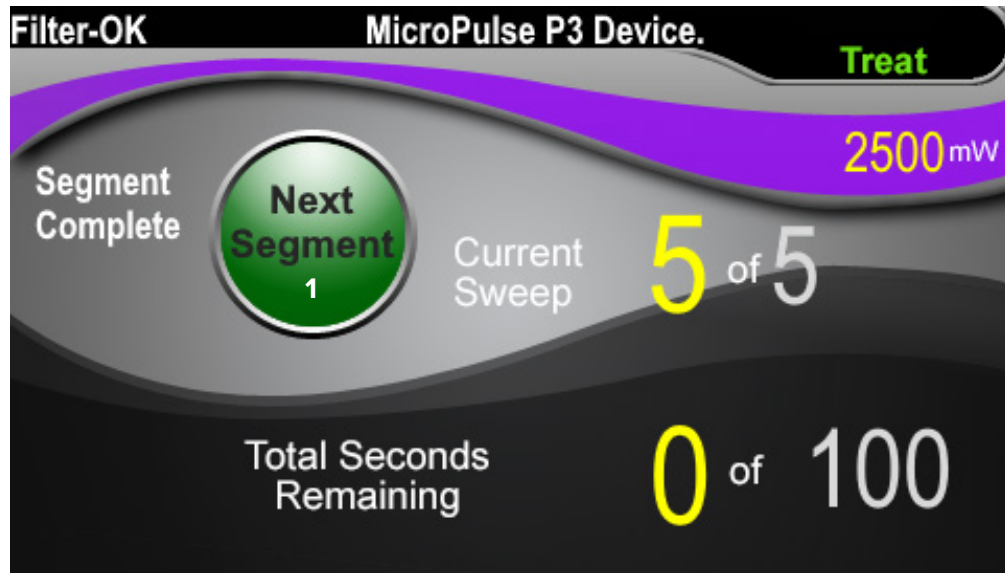 Filter-OK
MicroPulse P3 Device.
Treat
2500 mW
Segment
Complete
Next
Segment
1
Current
Sweep
5 of 5
Total Seconds
Remaining
0 of 100